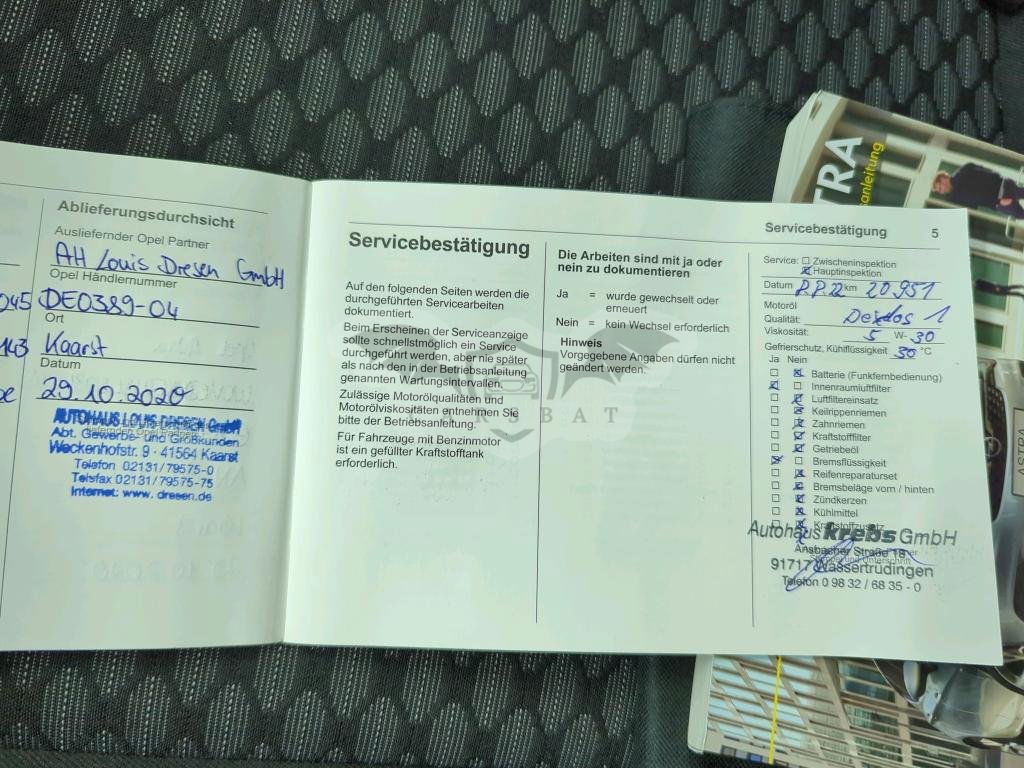 Ablieferungsdurchsicht
Ausliefernder Opel Partner
AH Louis Dresen GmbH
Opel Händlernummer
045
DE0389-04
Ort
143
Kaarst
Datum
29.10.2020
AUTOHAUS LOUIS DRESEN GmbH
Abt. Gewerbe- und Großkunden
Weckenhofstr. 9 · 41564 Kaarst
Telefon 02131/79575-0
Telefax 02131/79575-75
Internet: www.dresen.de
Servicebestätigung
Auf den folgenden Seiten werden die
durchgeführten Servicearbeiten
dokumentiert.
Beim Erscheinen der Serviceanzeige
sollte schnellstmöglich ein Service
durchgeführt werden, aber nie später
als nach den in der Betriebsanleitung
genannten Wartungsintervallen.
Zulässige Motorölqualitäten und
Motorölviskositäten entnehmen Sie
bitte der Betriebsanleitung.
Für Fahrzeuge mit Benzinmotor
ist ein gefüllter Kraftstofftank
erforderlich.
Die Arbeiten sind mit ja oder
nein zu dokumentieren
Ja = wurde gewechselt oder
erneuert
Nein = kein Wechsel erforderlich
Hinweis
Vorgegebene Angaben dürfen nicht
geändert werden.
CARSBAT
Servicebestätigung 5
Service: Zwischeninspektion
Hauptinspektion
Datum km 20.951
Motoröl
Qualität: Dexos 1
Viskosität: 5 W- 30
Gefrierschutz, Kühlflüssigkeit 30 °C
Ja Nein
Batterie (Funkfernbedienung)
Innenraumluftfilter
Luftfiltereinsatz
Keilrippenriemen
Zahnriemen
Kraftstofffilter
Getriebeöl
Bremsflüssigkeit
Reifenreparaturset
Bremsbeläge vorn / hinten
Zündkerzen
Kühlmittel
Kraftstoffzusatz
Autohaus krebs GmbH
Ansbacher Straße 18
91717 Wassertrüdingen
Telefon 0 98 32 / 68 35 - 0
TRA
anleitung
ASTRA